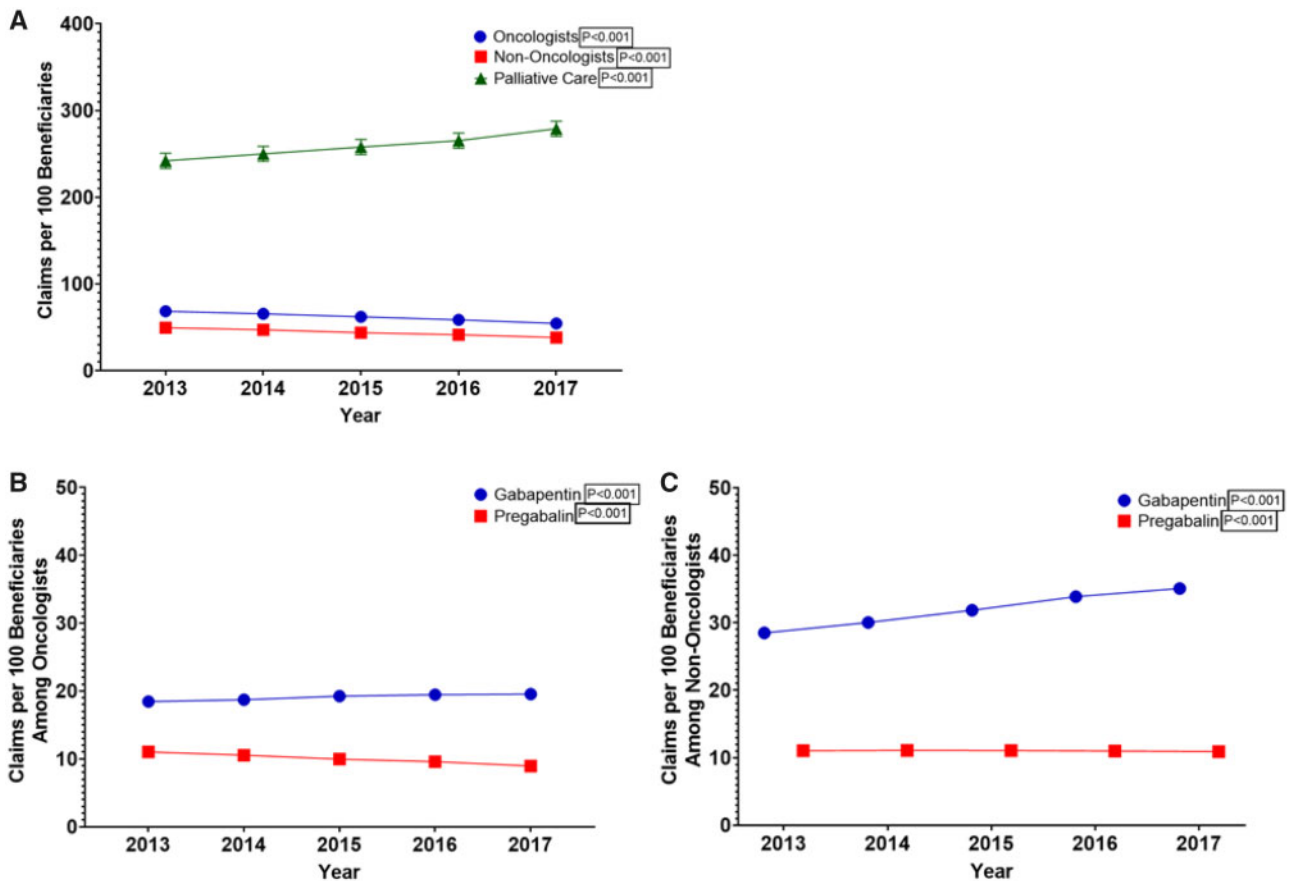 A
Claims per 100 Beneficiaries
400
300
200
100
0
Oncologists P<0.001
Non-Oncologists P<0.001
Palliative Care P<0.001
2013 2014 2015 2016 2017
Year
B
Claims per 100 Beneficiaries
Among Oncologists
50
40
30
20
10
0
Gabapentin P<0.001
Pregabalin P<0.001
2013 2014 2015 2016 2017
Year
C
Claims per 100 Beneficiaries
Among Non-Oncologists
50
40
30
20
10
0
Gabapentin P<0.001
Pregabalin P<0.001
2013 2014 2015 2016 2017
Year